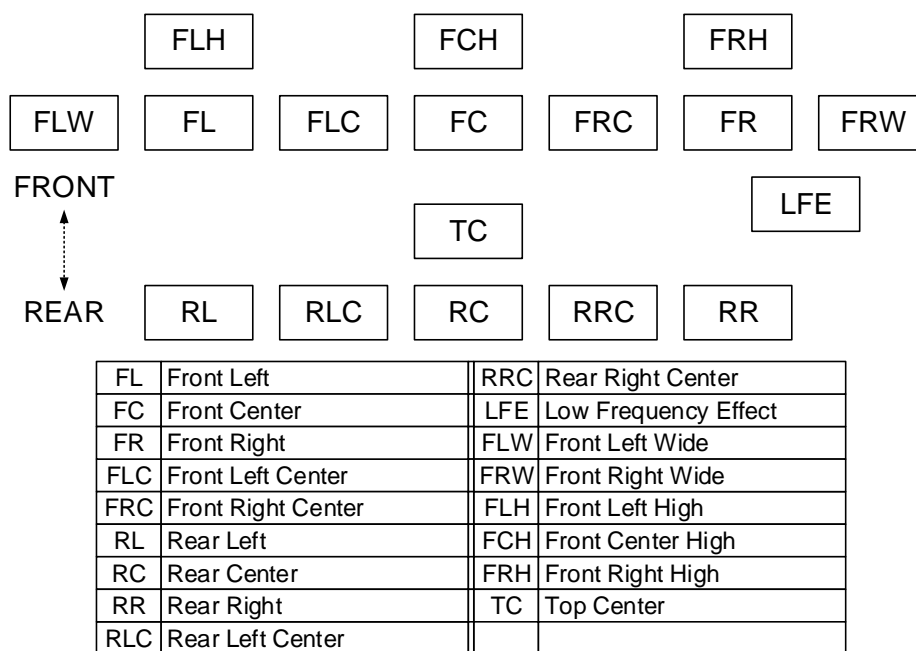 FLH FCH FRH
FLW FL FLC FC FRC FR FRW
FRONT
LFE
TC
REAR RL RLC RC RRC RR
FL Front Left RRC Rear Right Center
FC Front Center LFE Low Frequency Effect
FR Front Right FLW Front Left Wide
FLC Front Left Center FRW Front Right Wide
FRC Front Right Center FLH Front Left High
RL Rear Left FCH Front Center High
RC Rear Center FRH Front Right High
RR Rear Right TC Top Center
RLC Rear Left Center